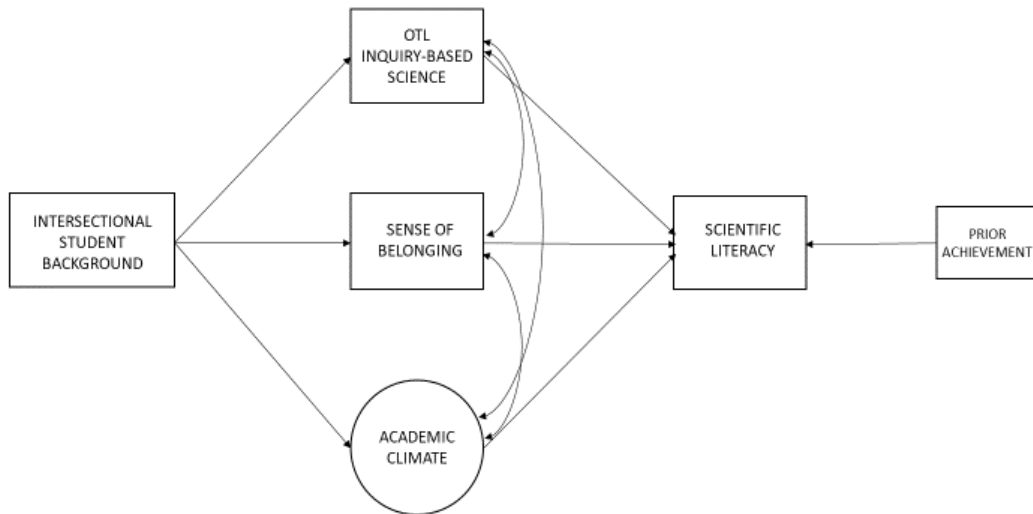 OTL
INQUIRY-BASED
SCIENCE
INTERSECTIONAL
STUDENT
BACKGROUND
SENSE OF
BELONGING
SCIENTIFIC
LITERACY
PRIOR
ACHIEVEMENT
ACADEMIC
CLIMATE